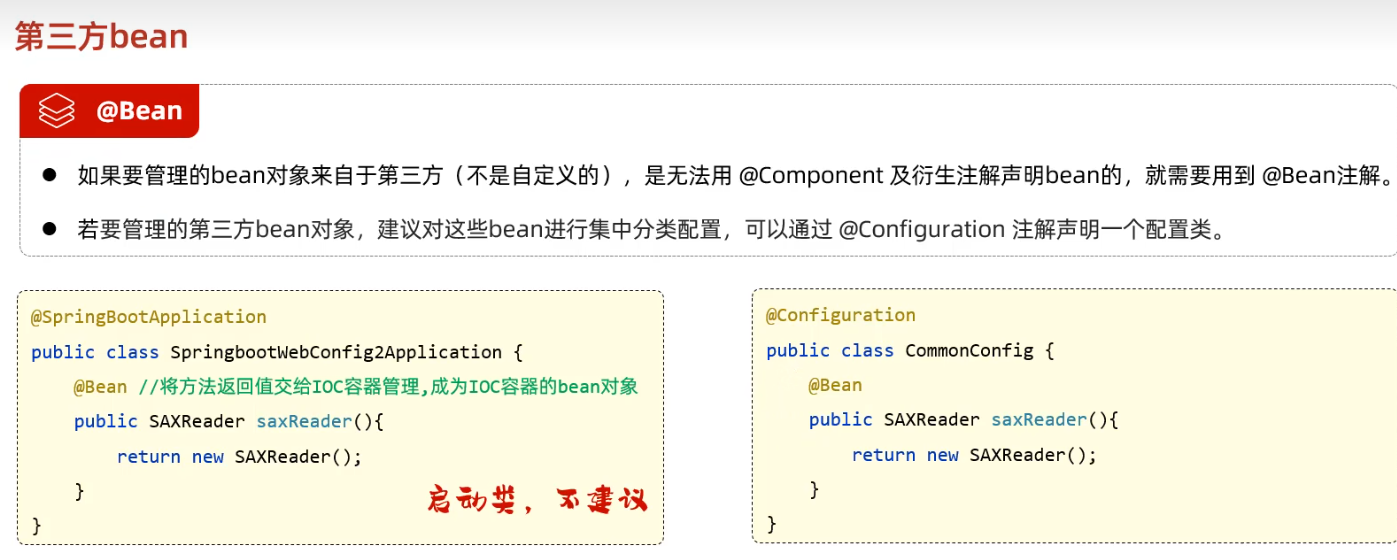 第三方bean
@Bean
● 如果要管理的bean对象来自于第三方（不是自定义的），是无法用 @Component 及衍生注解声明bean的，就需要用到 @Bean注解。
● 若要管理的第三方bean对象，建议对这些bean进行集中分类配置，可以通过 @Configuration 注解声明一个配置类。
@SpringBootApplication
public class SpringbootWebConfig2Application {
    @Bean //将方法返回值交给IOC容器管理,成为IOC容器的bean对象
    public SAXReader saxReader(){
        return new SAXReader();
    }
}
启动类，不建议
@Configuration
public class CommonConfig {
    @Bean
    public SAXReader saxReader(){
        return new SAXReader();
    }
}